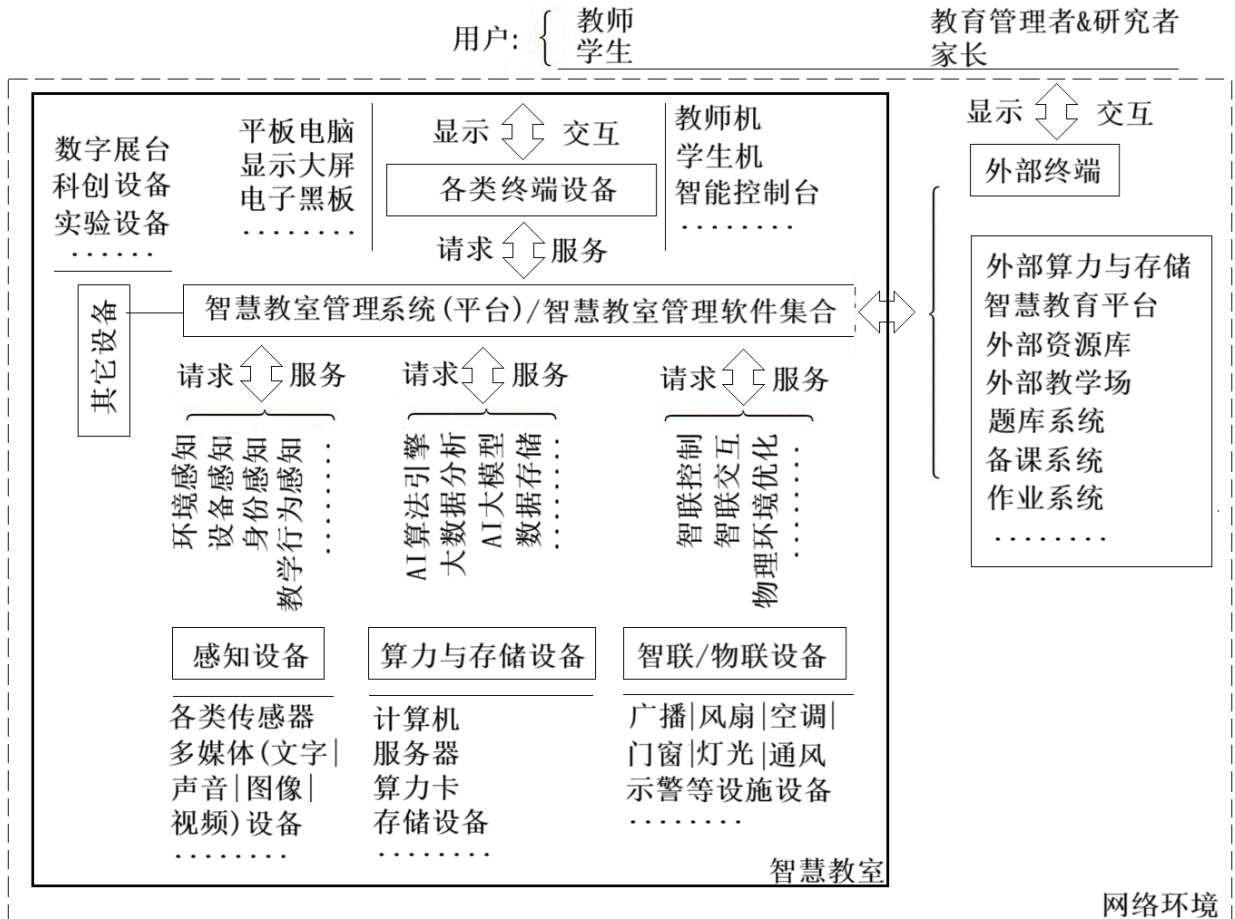 用户:
教师
学生
教育管理者&研究者
家长
数字展台
科创设备
实验设备
······
平板电脑
显示大屏
电子黑板
········
显示 交互
各类终端设备
请求 服务
教师机
学生机
智能控制台
········
显示 交互
外部终端
其它设备
智慧教室管理系统(平台)/智慧教室管理软件集合
外部算力与存储
智慧教育平台
外部资源库
外部教学场
题库系统
备课系统
作业系统
········
请求 服务
环境感知
设备感知
身份感知
教学行为感知
········
请求 服务
AI算法引擎
大数据分析
AI大模型
数据存储
········
请求 服务
智联控制
智联交互
物理环境优化
········
感知设备
各类传感器
多媒体(文字|
声音|图像|
视频)设备
········
算力与存储设备
计算机
服务器
算力卡
存储设备
········
智联/物联设备
广播|风扇|空调|
门窗|灯光|通风
示警等设施设备
········
智慧教室
网络环境